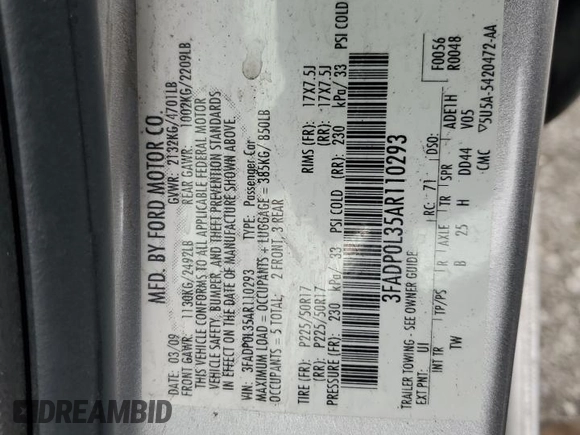 MFD. BY FORD MOTOR CO.
DATE: 03/09 GVWR: 2132KG/4701LB
FRONT GAWR: 1130KG/2492LB REAR GAWR: 1002KG/2209LB
THIS VEHICLE CONFORMS TO ALL APPLICABLE FEDERAL MOTOR
VEHICLE SAFETY, BUMPER, AND THEFT PREVENTION STANDARDS
IN EFFECT ON THE DATE OF MANUFACTURE SHOWN ABOVE.
VIN: 3FADP0L35AR110293 TYPE: Passenger Car
MAXIMUM LOAD = OCCUPANTS + LUGGAGE = 385KG/ 850LB
OCCUPANTS = 5 TOTAL: 2 FRONT, 3 REAR
TIRE (FR): P225/50R17 RIMS (FR): 17X7.5J
(RR): P225/50R17 (RR): 17X7.5J
PRESSURE (FR): 230 kPa/ 33 PSI COLD (RR): 230 kPa/ 33 PSI COLD
3FADP0L35AR110293
TRAILER TOWING - SEE OWNER GUIDE F0056
R0048
EXT PNT: UI RC: 71 DSO:
INT TR TP/PS R AXLE TR SPR ADETH
TW B 25 H DD44 V05
CMC 5U5A-5420472-AA
DREAMBID